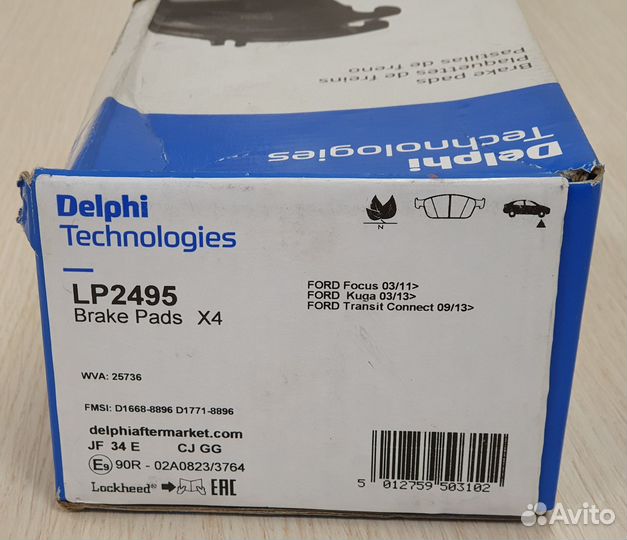 Brake pads
Plaquettes de freins
Pastillas de freno
Delphi
Technologies
Delphi
Technologies
N
LP2495
Brake Pads X4
FORD Focus 03/11>
FORD Kuga 03/13>
FORD Transit Connect 09/13>
WVA: 25736
FMSI: D1668-8896 D1771-8896
delphiaftermarket.com
JF 34 E CJ GG
E9 90R - 02A0823/3764
Lockheed EAC
5 012759 503102
Avito